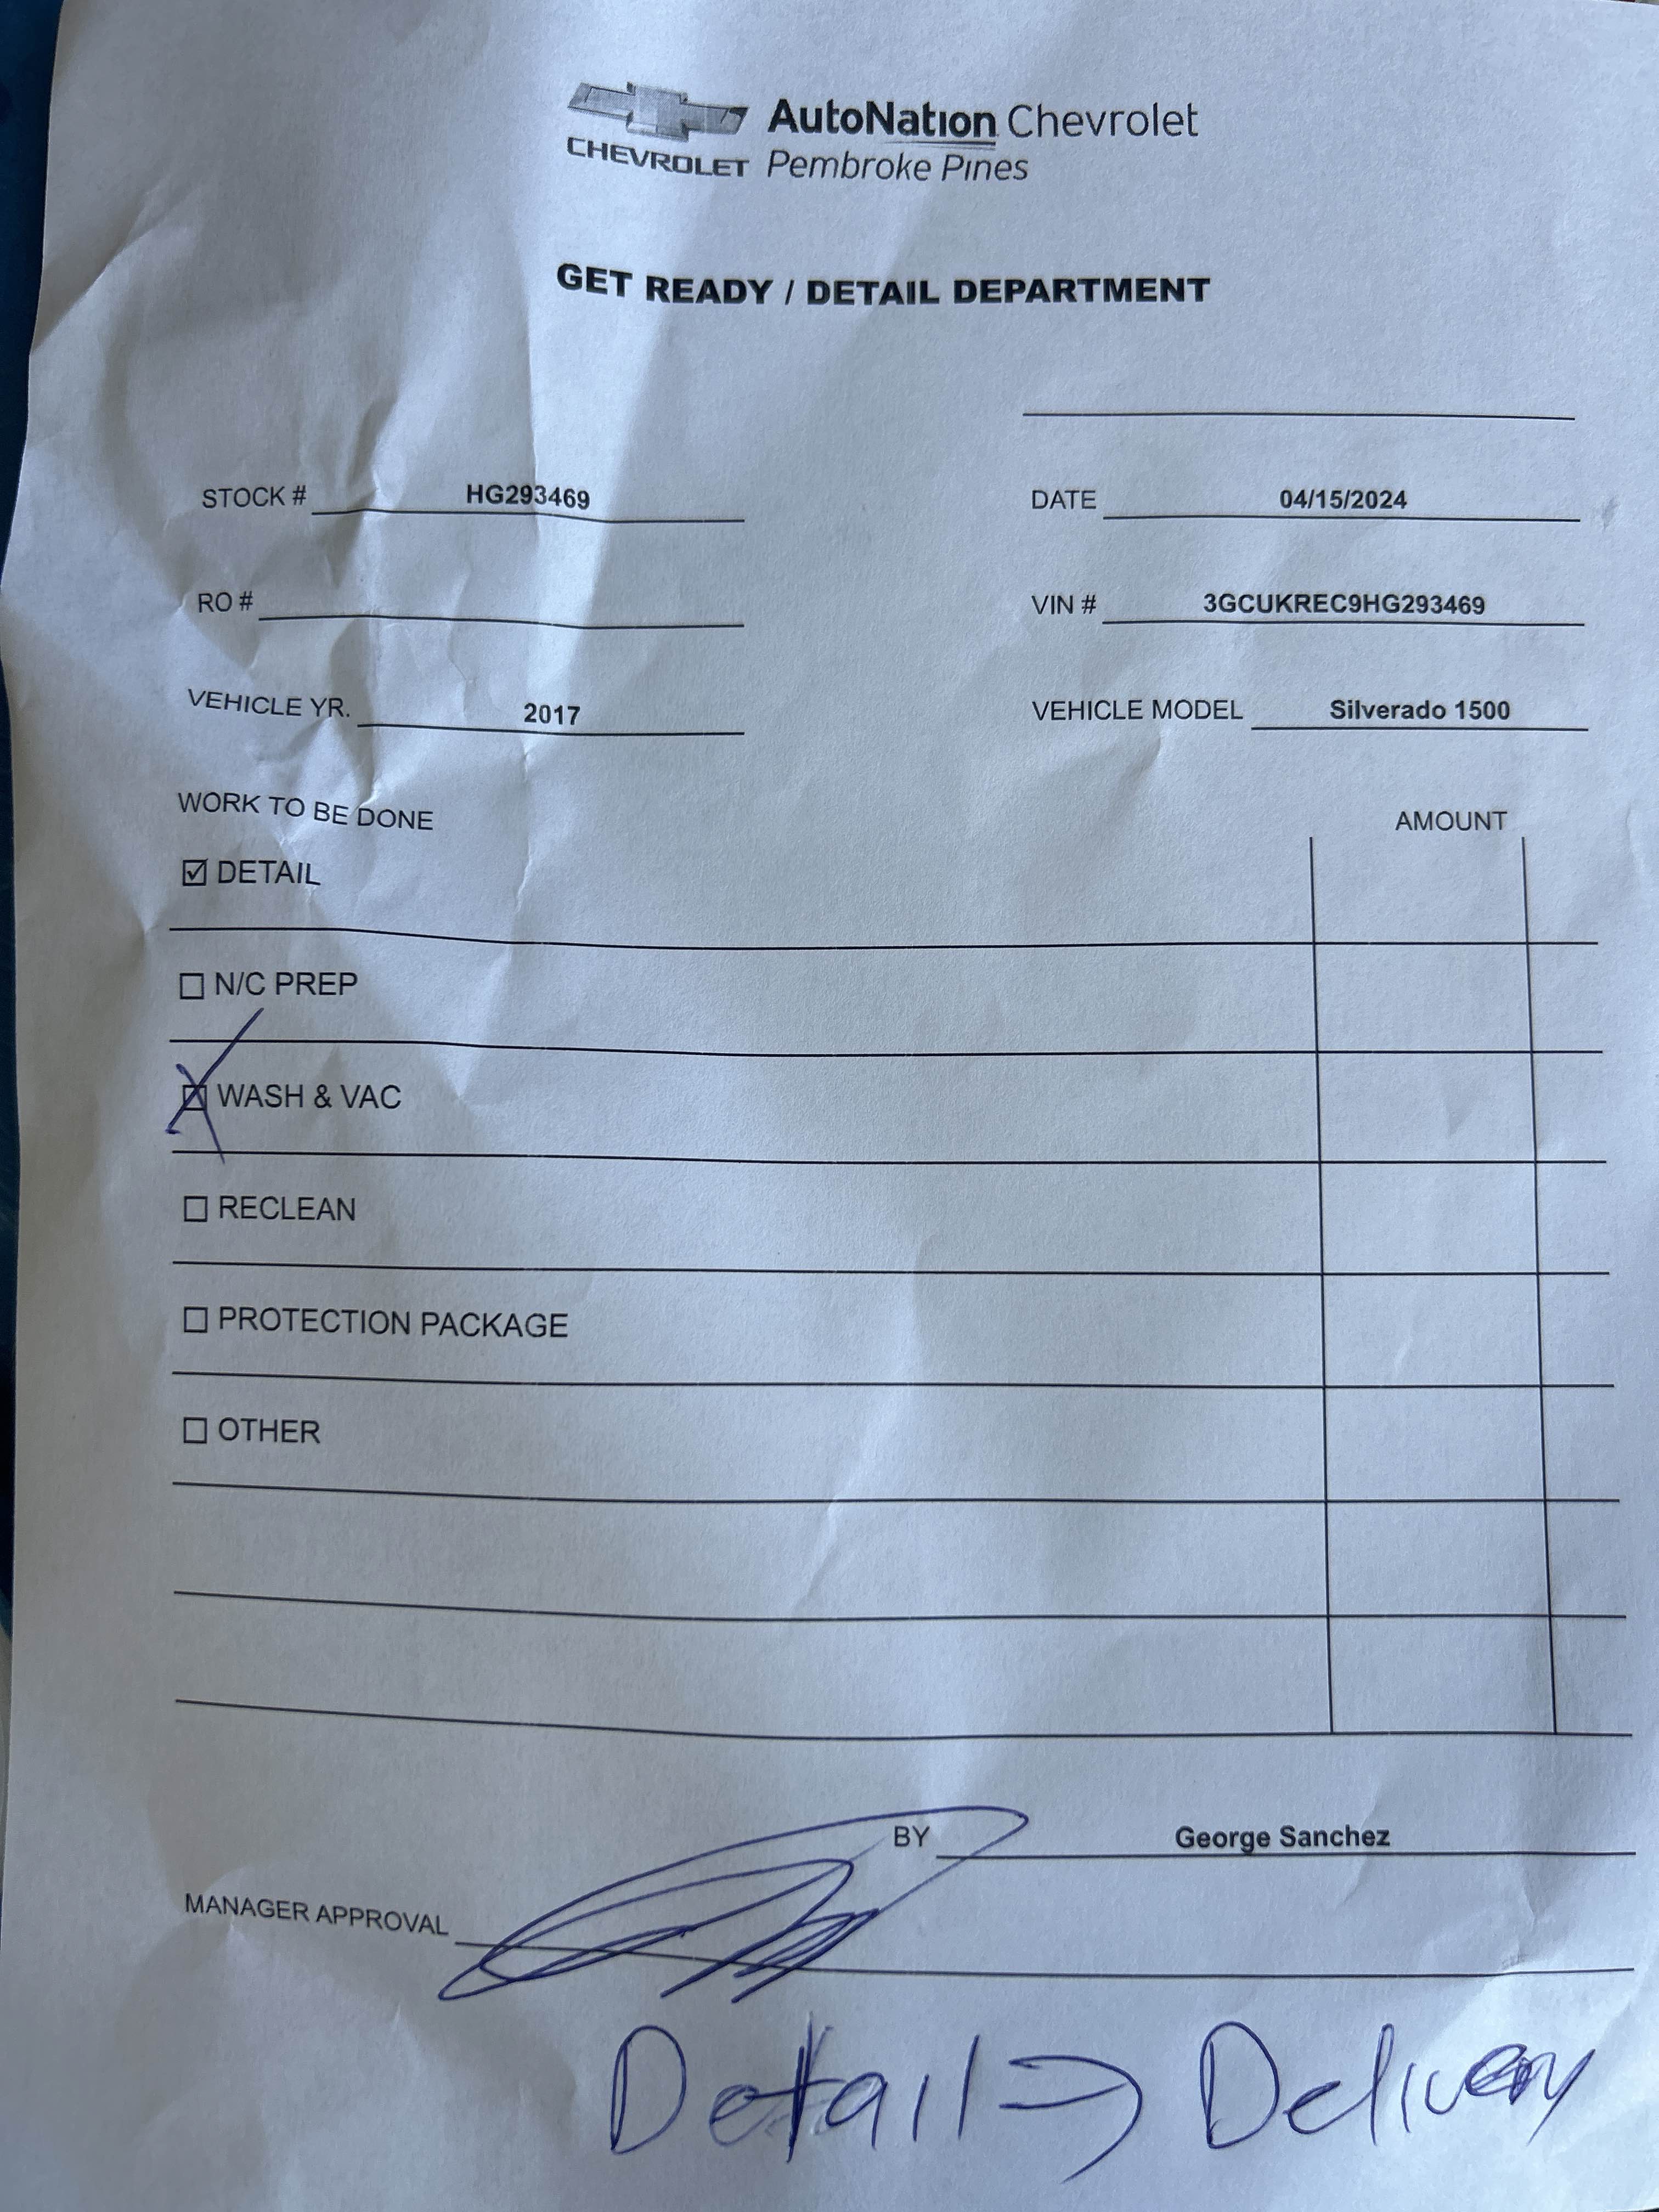 AutoNation Chevrolet
CHEVROLET Pembroke Pines
GET READY / DETAIL DEPARTMENT
STOCK # HG293469 DATE 04/15/2024
RO # VIN # 3GCUKREC9HG293469
VEHICLE YR. 2017 VEHICLE MODEL Silverado 1500
WORK TO BE DONE AMOUNT
☑ DETAIL
☐ N/C PREP
☒ WASH & VAC
☐ RECLEAN
☐ PROTECTION PACKAGE
☐ OTHER
BY George Sanchez
MANAGER APPROVAL
Detail ⇒ Delivery